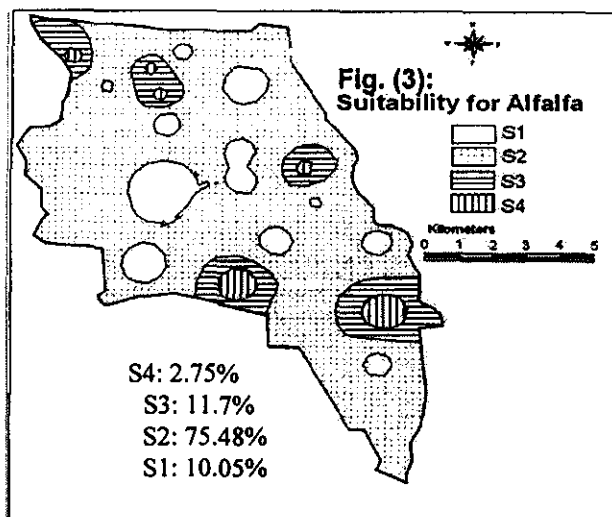 Fig. (3):
Suitability for Alfalfa
S1
S2
S3
S4
Kilometers
0 1 2 3 4 5
S4: 2.75%
S3: 11.7%
S2: 75.48%
S1: 10.05%